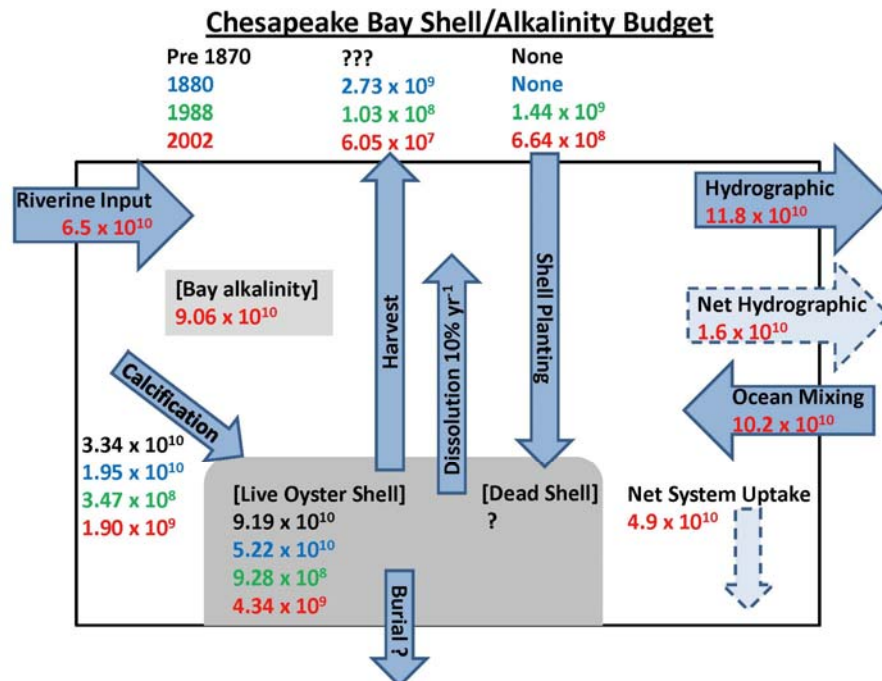 Chesapeake Bay Shell/Alkalinity Budget
Pre 1870 ??? None
1880 2.73 x 10⁹ None
1988 1.03 x 10⁸ 1.44 x 10⁹
2002 6.05 x 10⁷ 6.64 x 10⁸
Riverine Input
6.5 x 10¹⁰
Hydrographic
11.8 x 10¹⁰
[Bay alkalinity]
9.06 x 10¹⁰
Harvest
Dissolution 10% yr⁻¹
Shell Planting
Net Hydrographic
1.6 x 10¹⁰
Ocean Mixing
10.2 x 10¹⁰
Calcification
3.34 x 10¹⁰
1.95 x 10¹⁰
3.47 x 10⁸
1.90 x 10⁹
[Live Oyster Shell]
9.19 x 10¹⁰
5.22 x 10¹⁰
9.28 x 10⁸
4.34 x 10⁹
[Dead Shell]
?
Net System Uptake
4.9 x 10¹⁰
Burial ?